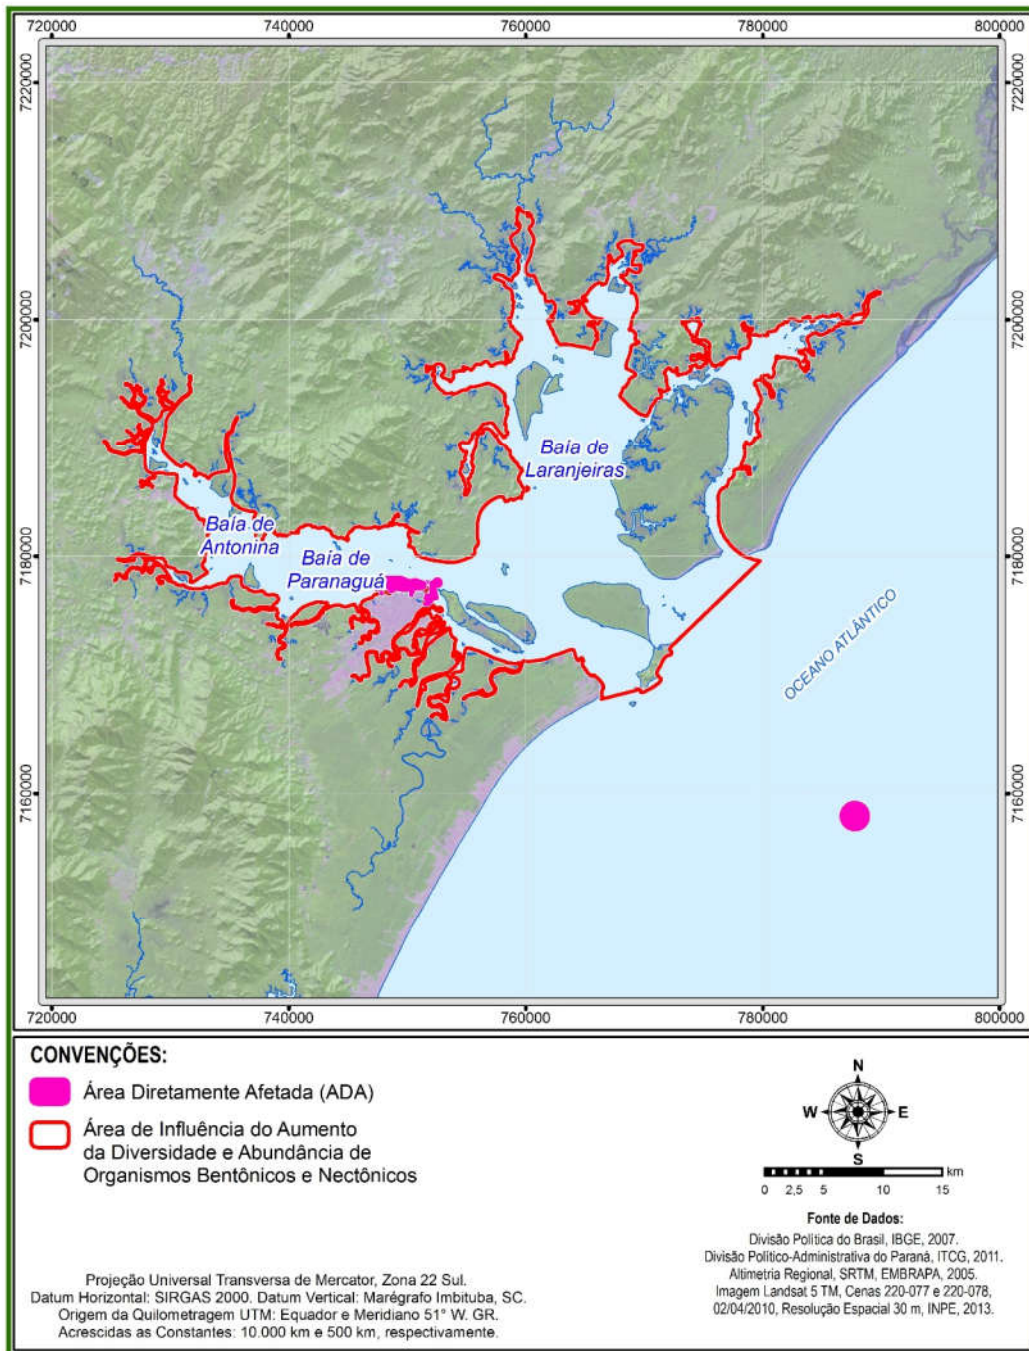 720000 740000 760000 780000 800000
7220000 7220000
7200000 7200000
Baía de
Laranjeiras
Baía de
Antonina
Baía de
Paranaguá
7180000 7180000
OCEANO ATLÂNTICO
7160000 7160000
720000 740000 760000 780000 800000
CONVENÇÕES:
Área Diretamente Afetada (ADA)
Área de Influência do Aumento
da Diversidade e Abundância de
Organismos Bentônicos e Nectônicos
N
W E
S
km
0 2,5 5 10 15
Fonte de Dados:
Divisão Política do Brasil, IBGE, 2007.
Divisão Político-Administrativa do Paraná, ITCG, 2011.
Altimetria Regional, SRTM, EMBRAPA, 2005.
Imagem Landsat 5 TM, Cenas 220-077 e 220-078,
02/04/2010, Resolução Espacial 30 m, INPE, 2013.
Projeção Universal Transversa de Mercator, Zona 22 Sul.
Datum Horizontal: SIRGAS 2000. Datum Vertical: Marégrafo Imbituba, SC.
Origem da Quilometragem UTM: Equador e Meridiano 51° W. GR.
Acrescidas as Constantes: 10.000 km e 500 km, respectivamente.